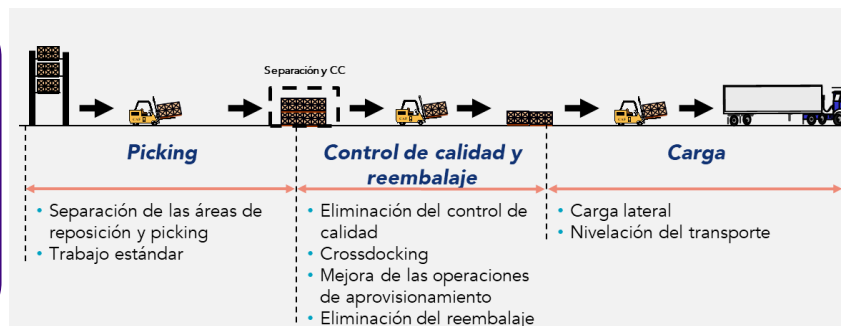 Separación y CC
Picking
Control de calidad y
reembalaje
Carga
• Separación de las áreas de
reposición y picking
• Trabajo estándar
• Eliminación del control de
calidad
• Crossdocking
• Mejora de las operaciones
de aprovisionamiento
• Eliminación del reembalaje
• Carga lateral
• Nivelación del transporte